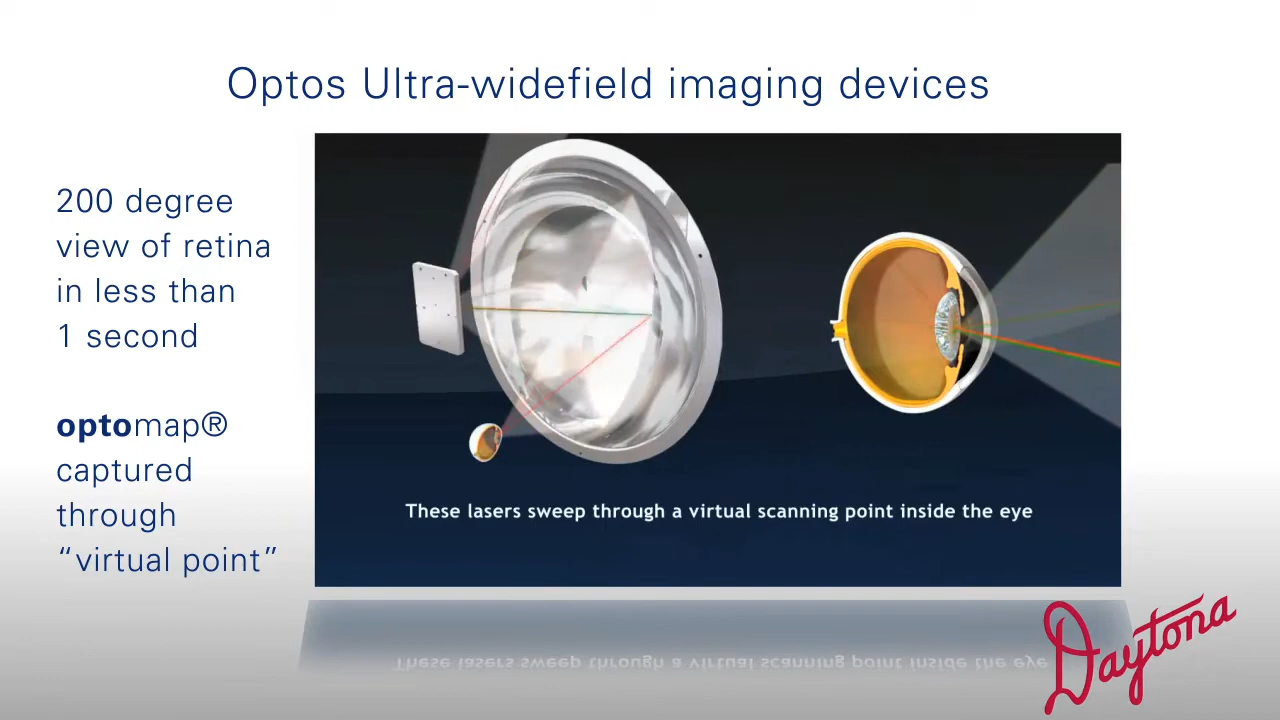 Optos Ultra-widefield imaging devices
200 degree
view of retina
in less than
1 second
optomap®
captured
through
“virtual point”
These lasers sweep through a virtual scanning point inside the eye
These lasers sweep through a virtual scanning point inside the eye
Daytona